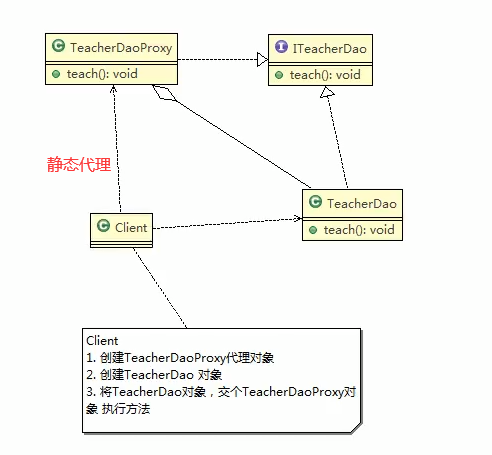 C TeacherDaoProxy
teach(): void
I ITeacherDao
teach(): void
静态代理
C Client
C TeacherDao
teach(): void
Client
1. 创建TeacherDaoProxy代理对象
2. 创建TeacherDao 对象
3. 将TeacherDao对象，交个TeacherDaoProxy对
象 执行方法